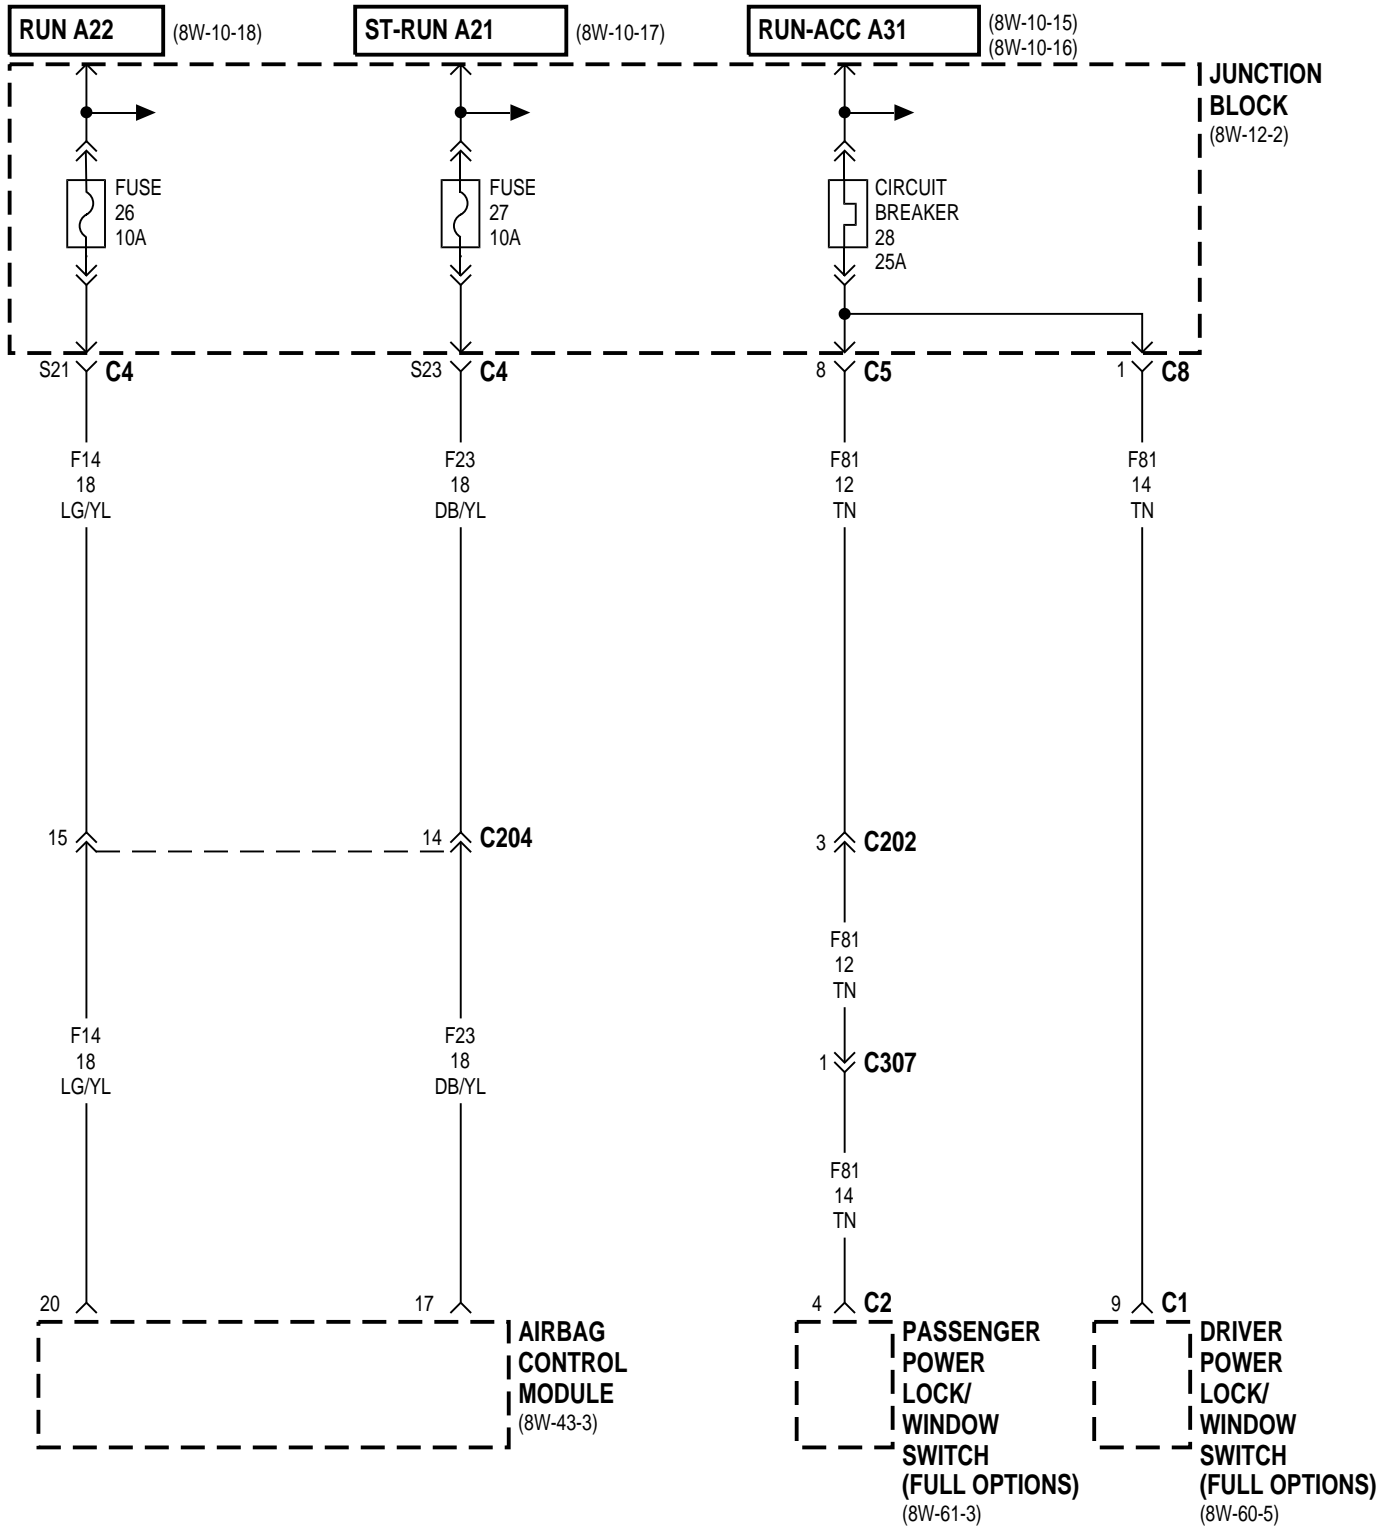 RUN A22
(8W-10-18)
ST-RUN A21
(8W-10-17)
RUN-ACC A31
(8W-10-15)
(8W-10-16)
JUNCTION
BLOCK
(8W-12-2)
FUSE
26
10A
FUSE
27
10A
CIRCUIT
BREAKER
28
25A
S21
C4
S23
C4
8
C5
1
C8
F14
18
LG/YL
F23
18
DB/YL
F81
12
TN
F81
14
TN
15
14
C204
3
C202
F81
12
TN
F14
18
LG/YL
F23
18
DB/YL
1
C307
F81
14
TN
20
17
4
C2
9
C1
AIRBAG
CONTROL
MODULE
(8W-43-3)
PASSENGER
POWER
LOCK/
WINDOW
SWITCH
(FULL OPTIONS)
(8W-61-3)
DRIVER
POWER
LOCK/
WINDOW
SWITCH
(FULL OPTIONS)
(8W-60-5)